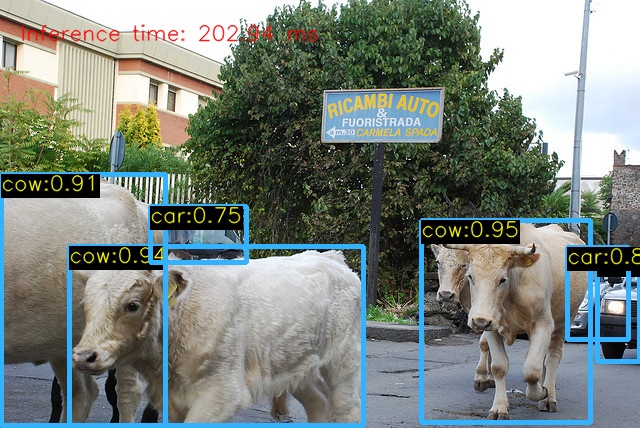 Inference time: 202.94 ms
RICAMBI AUTO
&
FUORISTRADA
m.30 CARMELA SPADA
cow:0.91
car:0.75
cow:0.94
cow:0.95
car:0.8